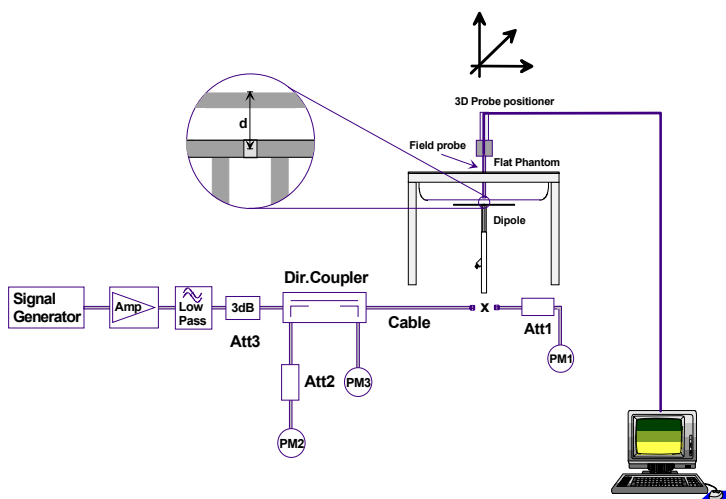 3D Probe positioner
d
Field probe
Flat Phantom
Dipole
Dir.Coupler
Signal
Generator
Amp
Low
Pass
3dB
Att3
Cable
x
Att1
PM1
Att2
PM3
PM2